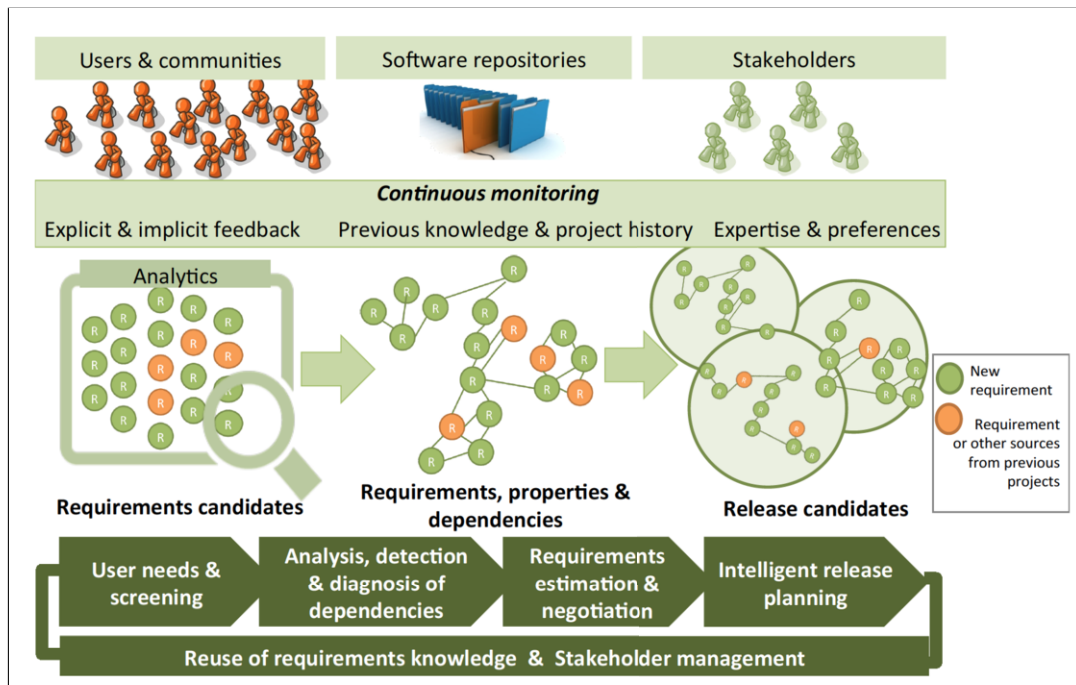 Users & communities
Software repositories
Stakeholders
Continuous monitoring
Explicit & implicit feedback
Previous knowledge & project history
Expertise & preferences
Analytics
R R R R R R R R R R R R R R R R R R R R
R R R R R R R R R R R R R R R R R R R
R R R R R R R R R R R R R R R R R R R R R R R R R R R
New
requirement
Requirement
or other sources
from previous
projects
Requirements candidates
Requirements, properties &
dependencies
Release candidates
User needs &
screening
Analysis, detection
& diagnosis of
dependencies
Requirements
estimation &
negotiation
Intelligent release
planning
Reuse of requirements knowledge & Stakeholder management